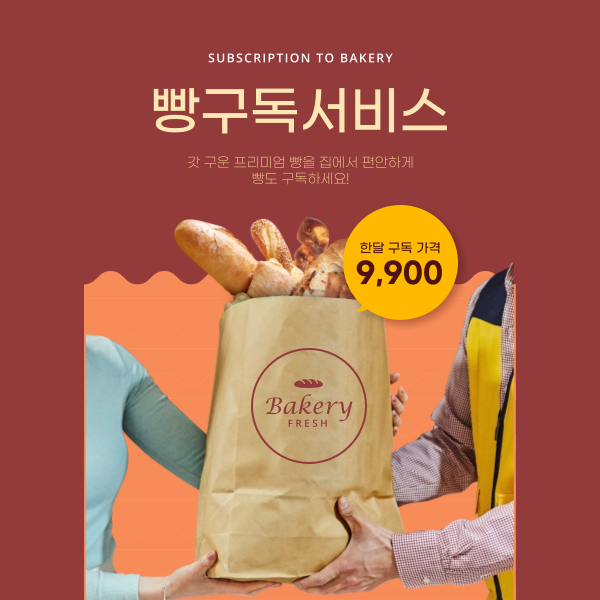 SUBSCRIPTION TO BAKERY
빵구독서비스
갓 구운 프리미엄 빵을 집에서 편안하게
빵도 구독하세요!
한달 구독 가격
9,900
Bakery
FRESH